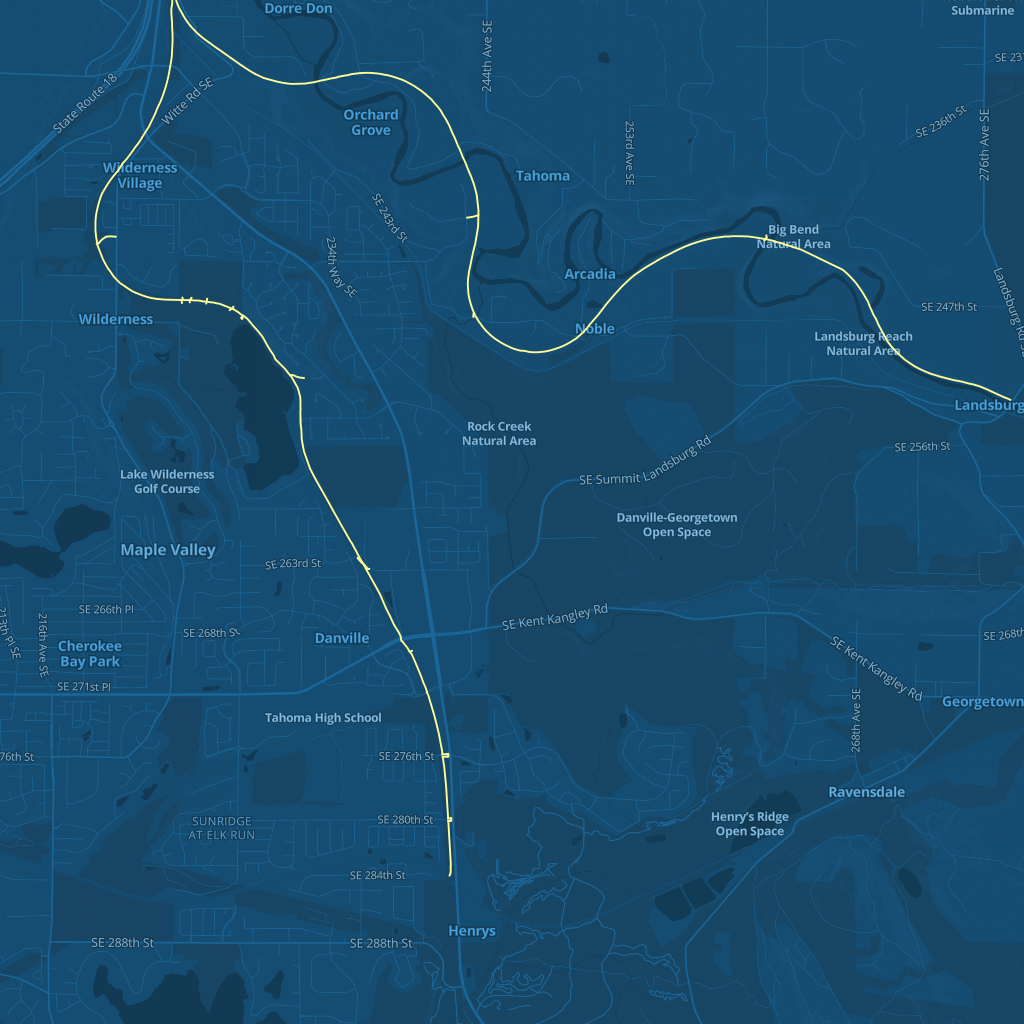 Dorre Don
Submarine
244th Ave SE
State Route 18
Witte Rd SE
Orchard
Grove
SE 236th St
276th Ave SE
253rd Ave SE
Wilderness
Village
Tahoma
SE 243rd St
234th Way SE
Big Bend
Natural Area
Arcadia
Landsburg Rd SE
SE 247th St
Wilderness
Noble
Landsburg Reach
Natural Area
Landsburg
Rock Creek
Natural Area
SE 256th St
Lake Wilderness
Golf Course
SE Summit Landsburg Rd
Danville-Georgetown
Open Space
Maple Valley
SE 263rd St
SE 266th Pl
213th Pl SE
216th Ave SE
SE 268th St
SE Kent Kangley Rd
Danville
Cherokee
Bay Park
SE 268th
SE Kent Kangley Rd
SE 271st Pl
Georgetown
268th Ave SE
Tahoma High School
76th St
SE 276th St
Ravensdale
SUNRIDGE
AT ELK RUN
SE 280th St
Henry's Ridge
Open Space
SE 284th St
Henrys
SE 288th St
SE 288th St